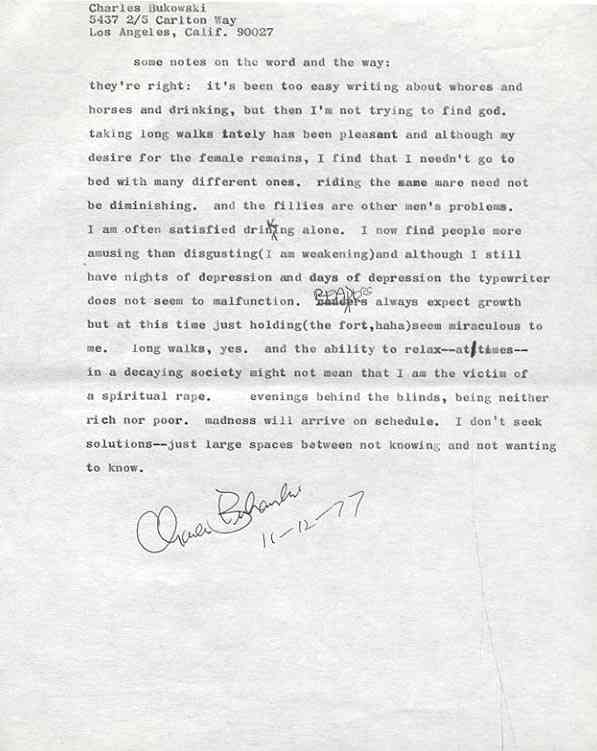 Charles Bukowski
5437 2/5 Carlton Way
Los Angeles, Calif. 90027
some notes on the word and the way:
they're right: it's been too easy writing about whores and
horses and drinking, but then I'm not trying to find god.
taking long walks lately has been pleasant and although my
desire for the female remains, I find that I needn't go to
bed with many different ones. riding the same mare need not
be diminishing. and the fillies are other men's problems.
I am often satisfied drinking alone. I now find people more
amusing than disgusting(I am weakening)and although I still
have nights of depression and days of depression the typewriter
does not seem to malfunction. READERS always expect growth
but at this time just holding(the fort,haha)seem miraculous to
me. long walks, yes. and the ability to relax--at/times--
in a decaying society might not mean that I am the victim of
a spiritual rape. evenings behind the blinds, being neither
rich nor poor. madness will arrive on schedule. I don't seek
solutions--just large spaces between not knowing and not wanting
to know.
Charles Bukowski
11-12-77